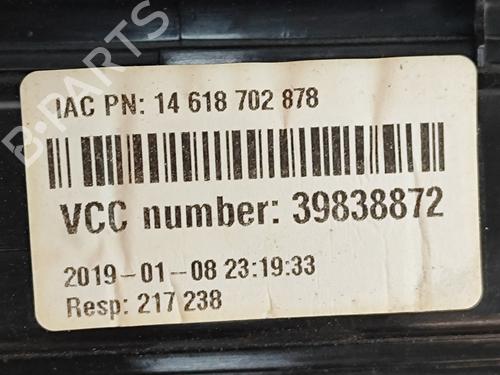 B-PARTS
IAC PN: 14 618 702 878
VCC number: 39838872
2019-01-08 23:19:33
Resp: 217 238